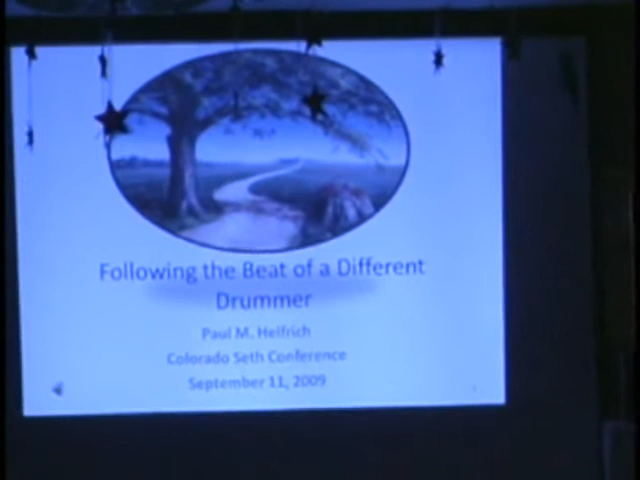 Following the Beat of a Different
Drummer
Paul M. Helfrich
Colorado Seth Conference
September 11, 2009